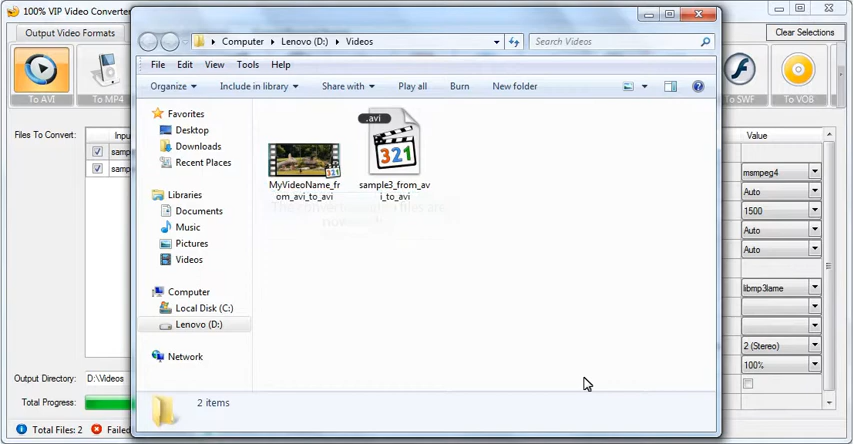 100% VIP Video Converter
Output Video Formats
Clear Selections
To AVI
To MP4
To SWF
To VOB
Files To Convert:
Value
msmpeg4
Auto
1500
Auto
Auto
libmp3lame
2 (Stereo)
100%
Output Directory:
D:\Videos
Total Progress:
Total Files: 2
Failed
Computer
Lenovo (D:)
Videos
Search Videos
File
Edit
View
Tools
Help
Organize
Include in library
Share with
Play all
Burn
New folder
Favorites
Desktop
Downloads
Recent Places
Libraries
Documents
Music
Pictures
Videos
Computer
Local Disk (C:)
Lenovo (D:)
Network
.avi
321
321
MyVideoName_fr
om_avi_to_avi
sample3_from_av
i_to_avi
2 items